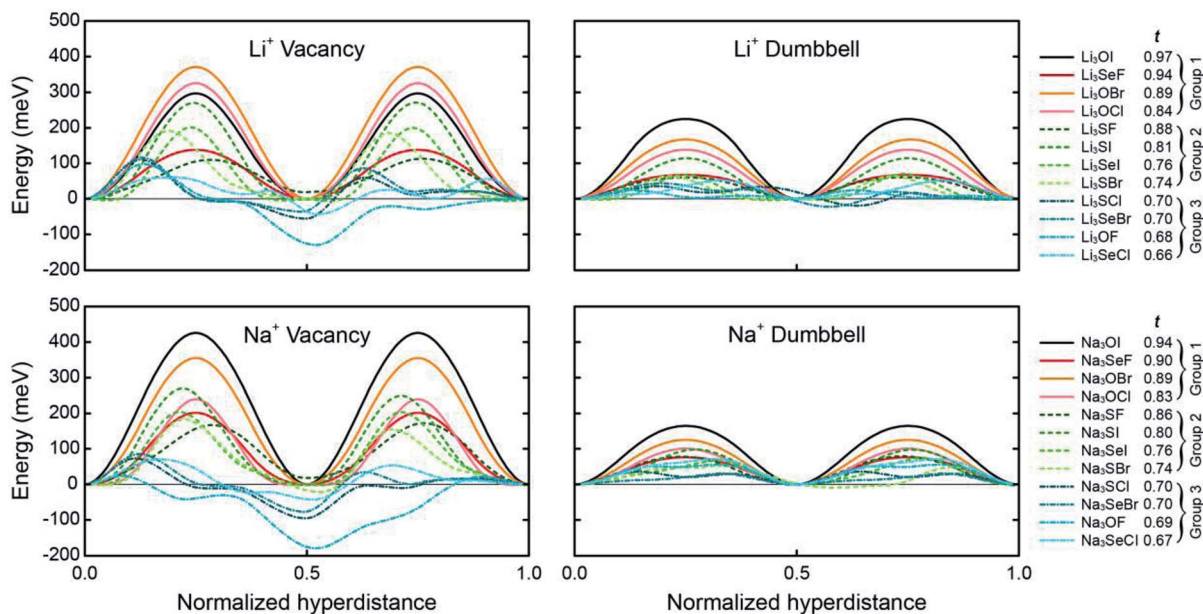 500
400
300
200
100
0
-100
-200
Energy (meV)
Li⁺ Vacancy
Li⁺ Dumbbell
t
Li₃OI 0.97
Li₃SeF 0.94
Li₃OBr 0.89
Li₃OCl 0.84
Group 1
Li₃SF 0.88
Li₃SI 0.81
Li₃SeI 0.76
Li₃SBr 0.74
Group 2
Li₃SCl 0.70
Li₃SeBr 0.70
Li₃OF 0.68
Li₃SeCl 0.66
Group 3
500
400
300
200
100
0
-100
-200
Energy (meV)
Na⁺ Vacancy
Na⁺ Dumbbell
t
Na₃OI 0.94
Na₃SeF 0.90
Na₃OBr 0.89
Na₃OCl 0.83
Group 1
Na₃SF 0.86
Na₃SI 0.80
Na₃SeI 0.76
Na₃SBr 0.74
Group 2
Na₃SCl 0.70
Na₃SeBr 0.70
Na₃OF 0.69
Na₃SeCl 0.67
Group 3
0.0 0.5 1.0
0.0 0.5 1.0
Normalized hyperdistance
Normalized hyperdistance